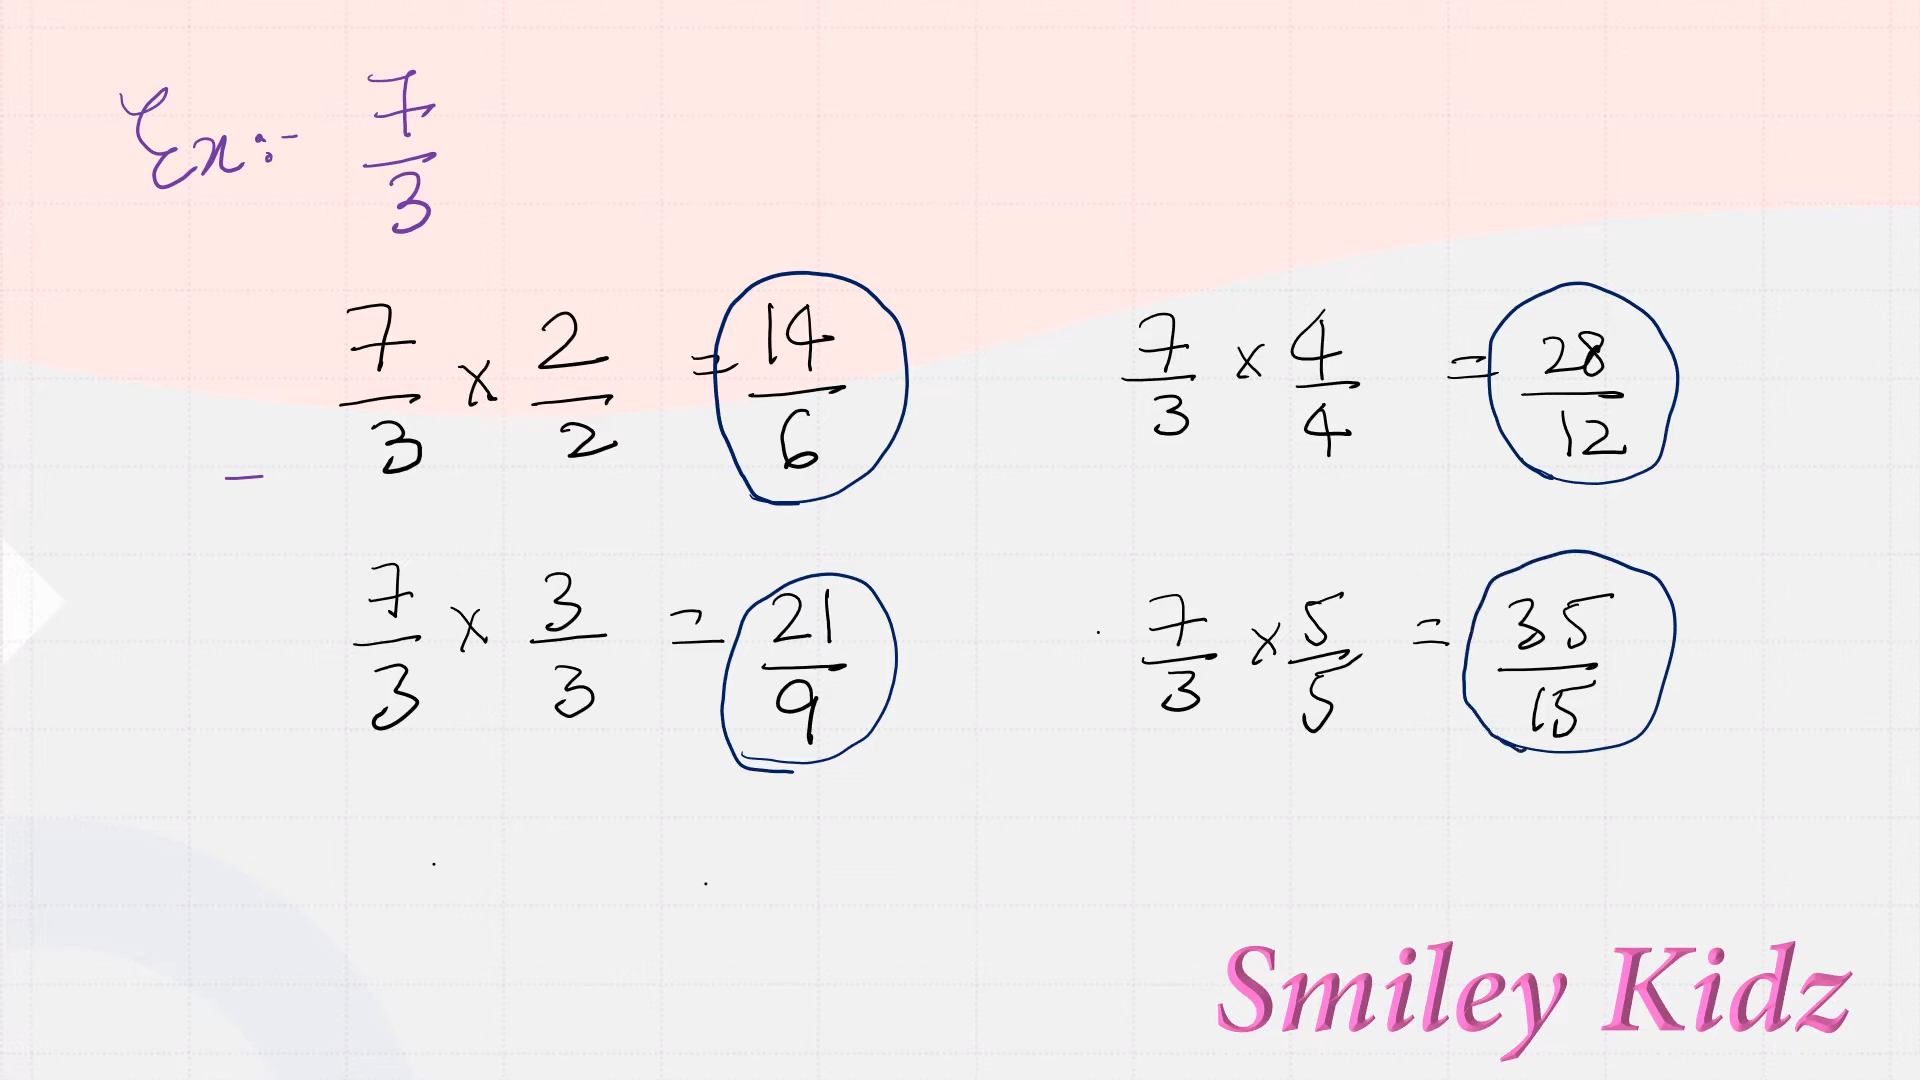 Ex:- 7/3
7/3 x 2/2 = 14/6
7/3 x 4/4 = 28/12
7/3 x 3/3 = 21/9
7/3 x 5/5 = 35/15
Smiley Kidz